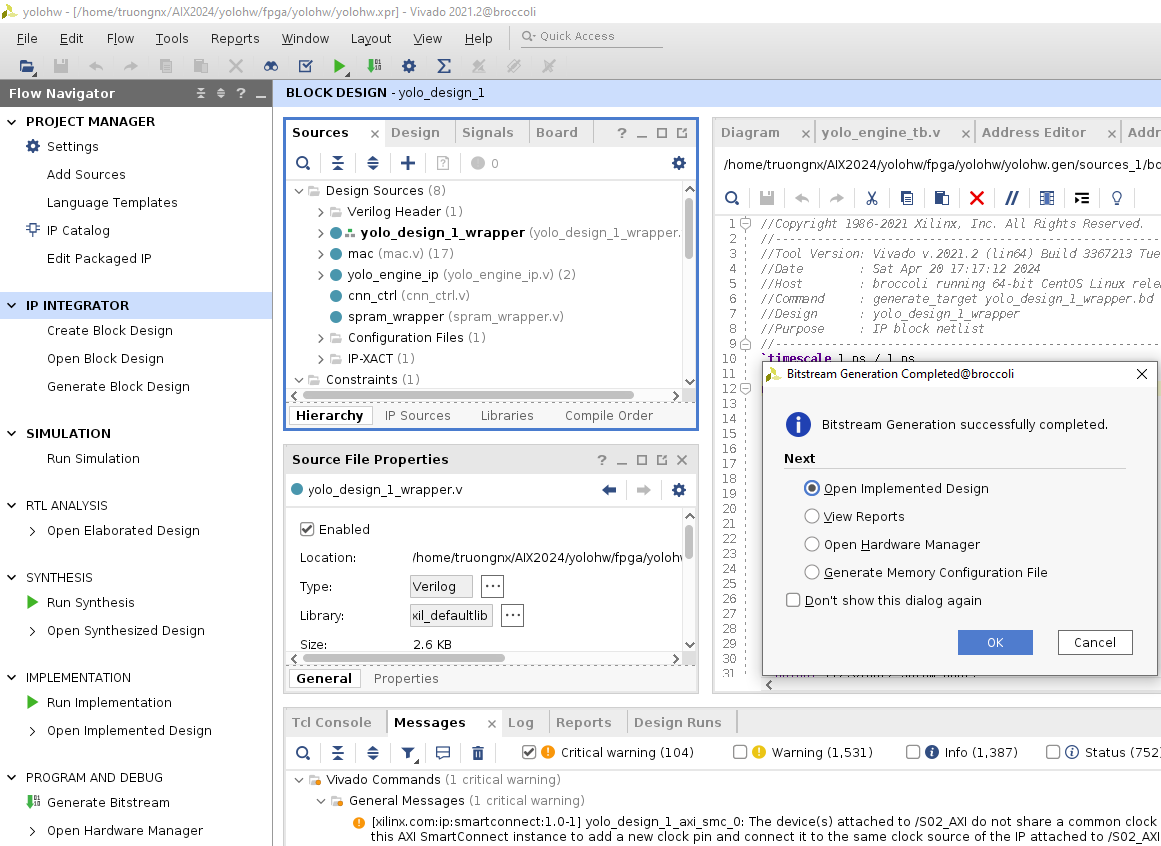 yolohw - [/home/truongnx/AIX2024/yolohw/fpga/yolohw/yolohw.xpr] - Vivado 2021.2@broccoli
File Edit Flow Tools Reports Window Layout View Help Quick Access
Flow Navigator
PROJECT MANAGER
Settings
Add Sources
Language Templates
IP Catalog
Edit Packaged IP
IP INTEGRATOR
Create Block Design
Open Block Design
Generate Block Design
SIMULATION
Run Simulation
RTL ANALYSIS
Open Elaborated Design
SYNTHESIS
Run Synthesis
Open Synthesized Design
IMPLEMENTATION
Run Implementation
Open Implemented Design
PROGRAM AND DEBUG
Generate Bitstream
Open Hardware Manager
BLOCK DESIGN - yolo_design_1
Sources Design Signals Board
0
Design Sources (8)
Verilog Header (1)
yolo_design_1_wrapper (yolo_design_1_wrapper.
mac (mac.v) (17)
yolo_engine_ip (yolo_engine_ip.v) (2)
cnn_ctrl (cnn_ctrl.v)
spram_wrapper (spram_wrapper.v)
Configuration Files (1)
IP-XACT (1)
Constraints (1)
Hierarchy IP Sources Libraries Compile Order
Source File Properties
yolo_design_1_wrapper.v
Enabled
Location: /home/truongnx/AIX2024/yolohw/fpga/yoloh
Type: Verilog
Library: xil_defaultlib
Size: 2.6 KB
General Properties
Diagram yolo_engine_tb.v Address Editor Addr
/home/truongnx/AIX2024/yolohw/fpga/yolohw/yolohw.gen/sources_1/bd
1 //Copyright 1986-2021 Xilinx, Inc. All Rights Reserved.
2 //----------------------------------------------------
3 //Tool Version: Vivado v.2021.2 (lin64) Build 3367213 Tue
4 //Date : Sat Apr 20 17:17:12 2024
5 //Host : broccoli running 64-bit CentOS Linux rele
6 //Command : generate_target yolo_design_1_wrapper.bd
7 //Design : yolo_design_1_wrapper
8 //Purpose : IP block netlist
9 //----------------------------------------------------
10 `timescale 1 ps / 1 ps
11
12
13
14
15
16
17
18
19
20
21
22
23
24
25
26
27
28
29
30
31
Bitstream Generation Completed@broccoli
Bitstream Generation successfully completed.
Next
Open Implemented Design
View Reports
Open Hardware Manager
Generate Memory Configuration File
Don't show this dialog again
OK Cancel
Tcl Console Messages Log Reports Design Runs
Critical warning (104) Warning (1,531) Info (1,387) Status (752
Vivado Commands (1 critical warning)
General Messages (1 critical warning)
[xilinx.com:ip:smartconnect:1.0-1] yolo_design_1_axi_smc_0: The device(s) attached to /S02_AXI do not share a common clock
this AXI SmartConnect instance to add a new clock pin and connect it to the same clock source of the IP attached to /S02_AXI